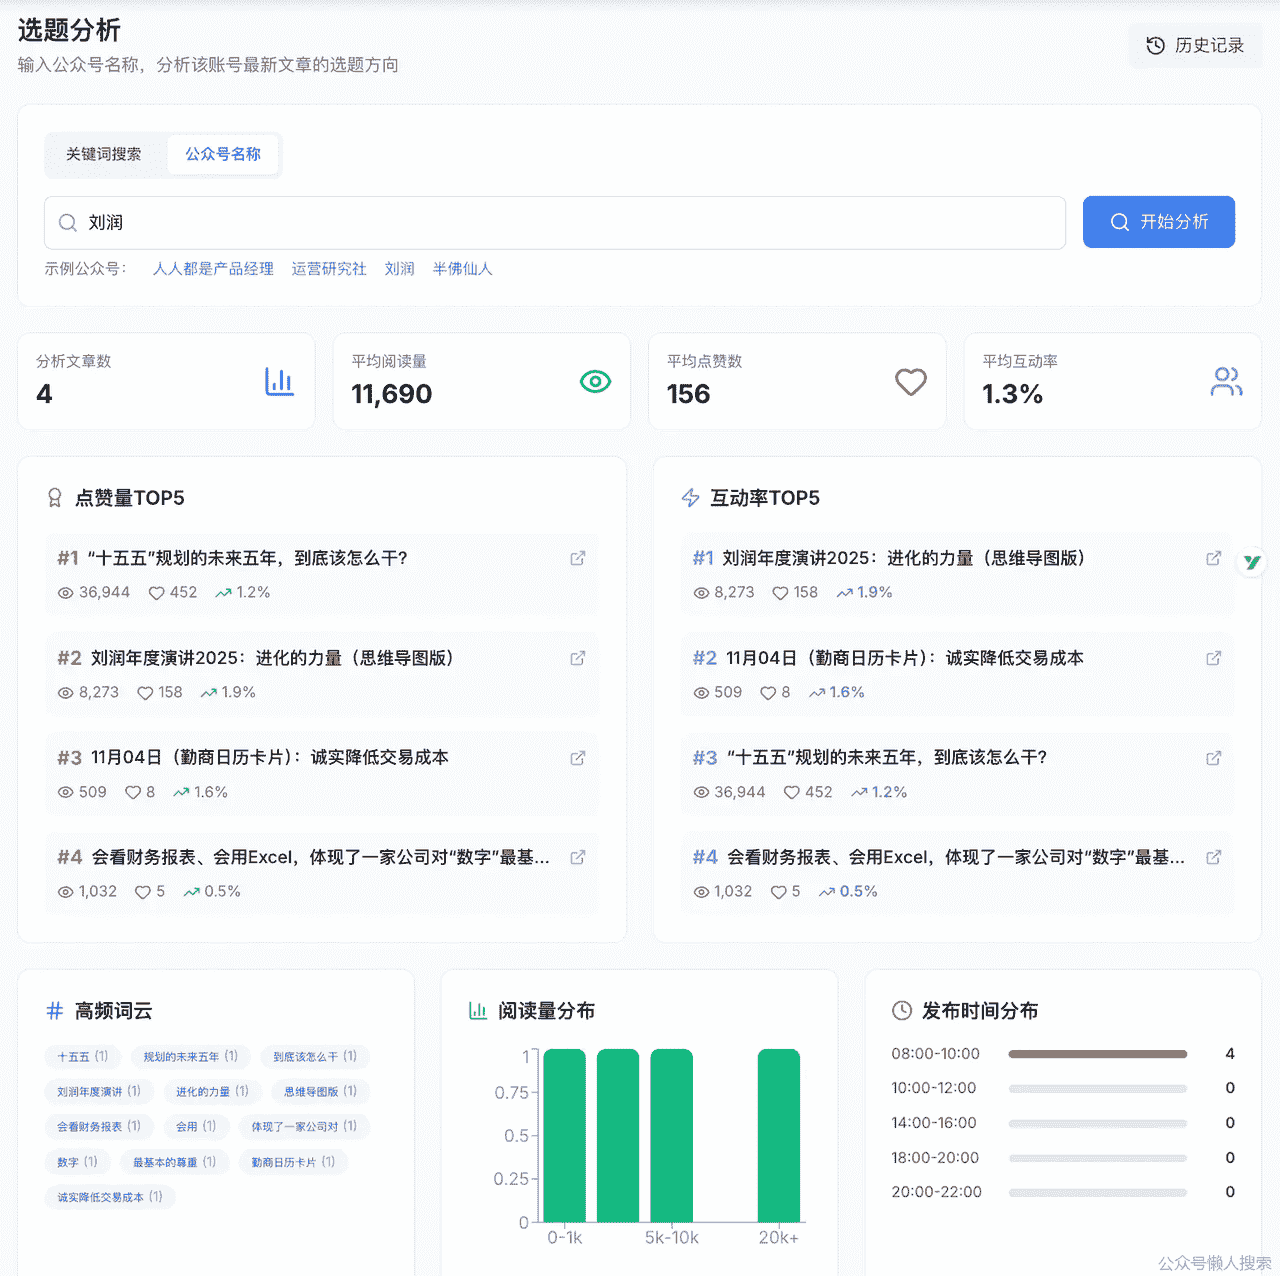 选题分析
输入公众号名称，分析该账号最新文章的选题方向
历史记录
关键词搜索
公众号名称
刘润
开始分析
示例公众号：
人人都是产品经理
运营研究社
刘润
半佛仙人
分析文章数
4
平均阅读量
11,690
平均点赞数
156
平均互动率
1.3%
点赞量TOP5
#1 “十五五”规划的未来五年，到底该怎么干？
36,944 452 1.2%
#2 刘润年度演讲2025：进化的力量（思维导图版）
8,273 158 1.9%
#3 11月04日（勤商日历卡片）：诚实降低交易成本
509 8 1.6%
#4 会看财务报表、会用Excel，体现了一家公司对“数字”最基...
1,032 5 0.5%
互动率TOP5
#1 刘润年度演讲2025：进化的力量（思维导图版）
8,273 158 1.9%
#2 11月04日（勤商日历卡片）：诚实降低交易成本
509 8 1.6%
#3 “十五五”规划的未来五年，到底该怎么干？
36,944 452 1.2%
#4 会看财务报表、会用Excel，体现了一家公司对“数字”最基...
1,032 5 0.5%
高频词云
十五五 (1) 规划的未来五年 (1) 到底该怎么干 (1)
刘润年度演讲 (1) 进化的力量 (1) 思维导图版 (1)
会看财务报表 (1) 会用 (1) 体现了一家公司对 (1)
数字 (1) 最基本的尊重 (1) 勤商日历卡片 (1)
诚实降低交易成本 (1)
阅读量分布
1
0.75
0.5
0.25
0
0-1k 5k-10k 20k+
发布时间分布
08:00-10:00 4
10:00-12:00 0
14:00-16:00 0
18:00-20:00 0
20:00-22:00 0
公众号懒人搜索